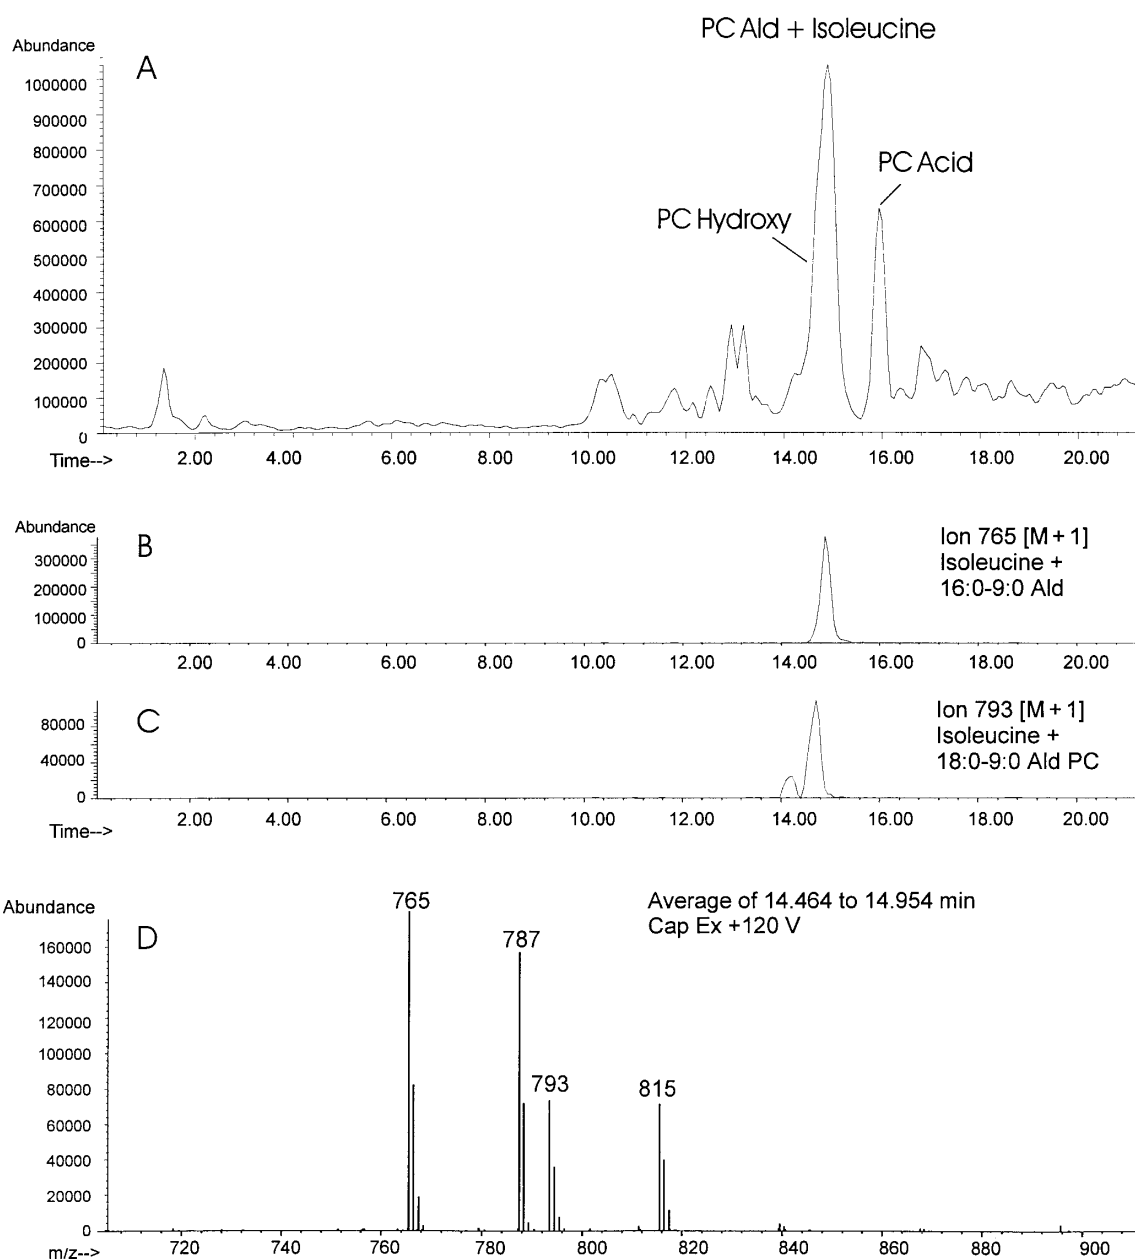 PC Ald + Isoleucine
Abundance
A
1000000
900000
800000
700000
600000
500000
400000
300000
200000
100000
0
PC Acid
PC Hydroxy
Time--> 2.00 4.00 6.00 8.00 10.00 12.00 14.00 16.00 18.00 20.00
Abundance
B
300000
200000
100000
0
Ion 765 [M + 1]
Isoleucine +
16:0-9:0 Ald
2.00 4.00 6.00 8.00 10.00 12.00 14.00 16.00 18.00 20.00
C
80000
40000
0
Ion 793 [M + 1]
Isoleucine +
18:0-9:0 Ald PC
Time--> 2.00 4.00 6.00 8.00 10.00 12.00 14.00 16.00 18.00 20.00
Abundance
D
160000
140000
120000
100000
80000
60000
40000
20000
0
765
787
793
815
Average of 14.464 to 14.954 min
Cap Ex +120 V
m/z--> 720 740 760 780 800 820 840 860 880 900